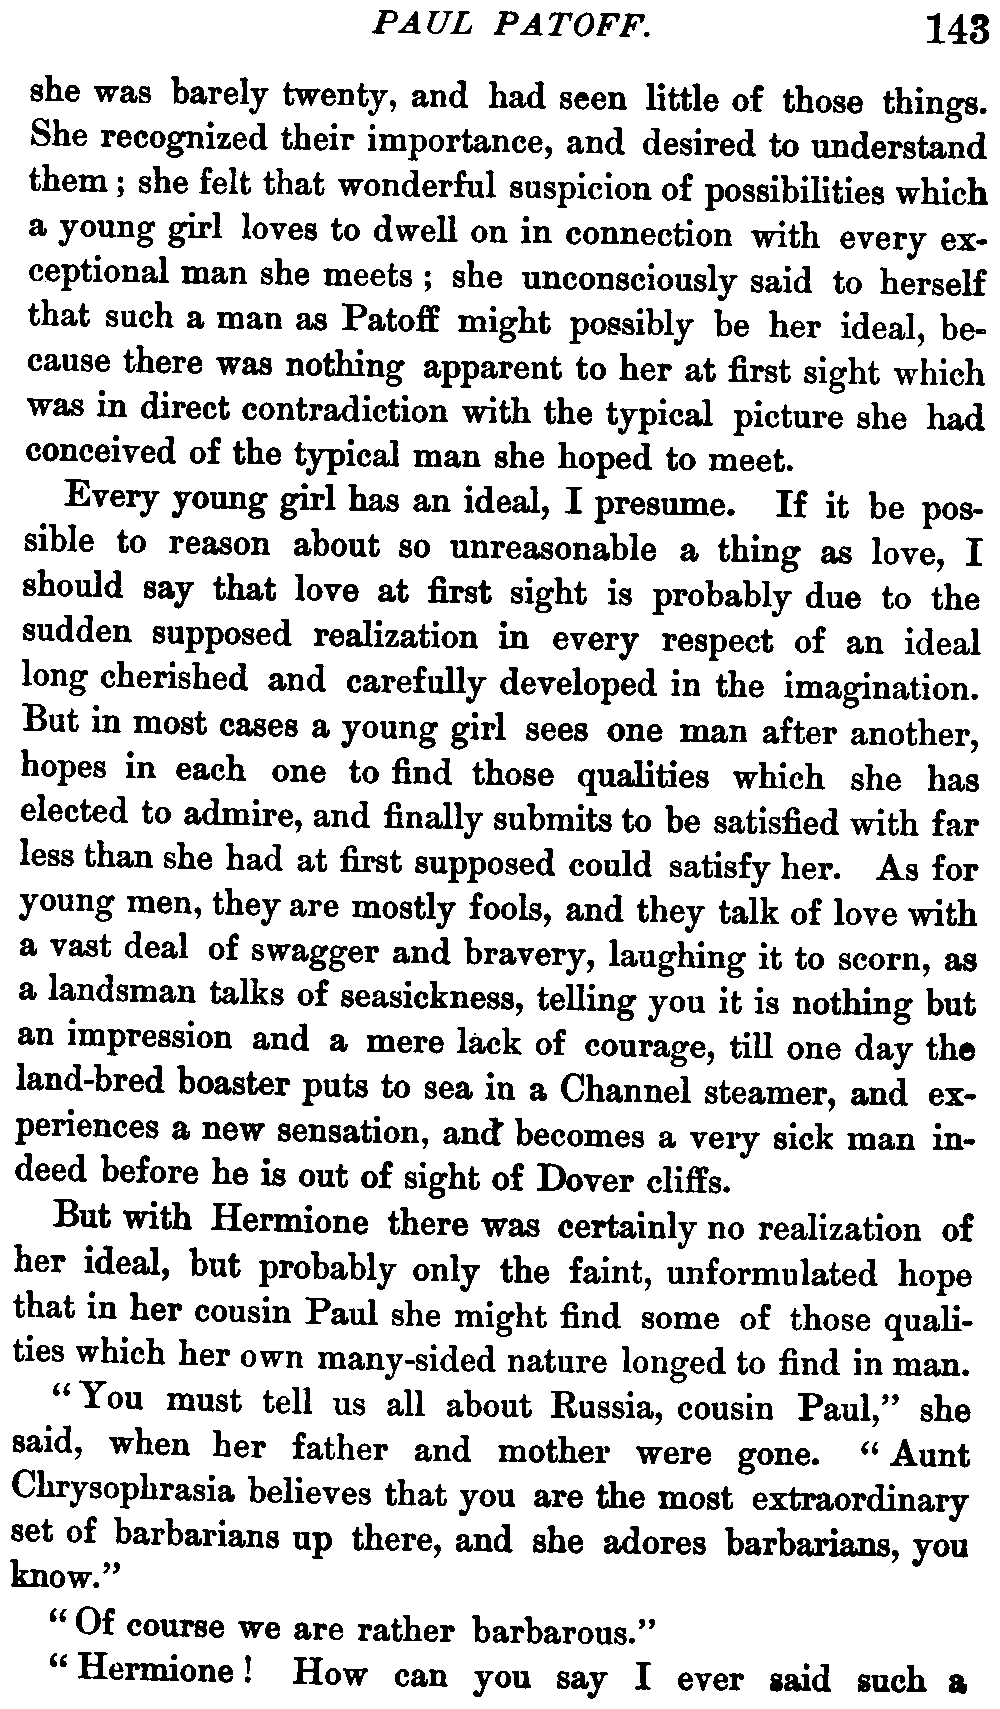 PAUL PATOFF. 143
she was barely twenty, and had seen little of those things.
She recognized their importance, and desired to understand
them ; she felt that wonderful suspicion of possibilities which
a young girl loves to dwell on in connection with every ex-
ceptional man she meets ; she unconsciously said to herself
that such a man as Patoff might possibly be her ideal, be-
cause there was nothing apparent to her at first sight which
was in direct contradiction with the typical picture she had
conceived of the typical man she hoped to meet.
Every young girl has an ideal, I presume. If it be pos-
sible to reason about so unreasonable a thing as love, I
should say that love at first sight is probably due to the
sudden supposed realization in every respect of an ideal
long cherished and carefully developed in the imagination.
But in most cases a young girl sees one man after another,
hopes in each one to find those qualities which she has
elected to admire, and finally submits to be satisfied with far
less than she had at first supposed could satisfy her. As for
young men, they are mostly fools, and they talk of love with
a vast deal of swagger and bravery, laughing it to scorn, as
a landsman talks of seasickness, telling you it is nothing but
an impression and a mere lack of courage, till one day the
land-bred boaster puts to sea in a Channel steamer, and ex-
periences a new sensation, and becomes a very sick man in-
deed before he is out of sight of Dover cliffs.
But with Hermione there was certainly no realization of
her ideal, but probably only the faint, unformulated hope
that in her cousin Paul she might find some of those quali-
ties which her own many-sided nature longed to find in man.
“ You must tell us all about Russia, cousin Paul,” she
said, when her father and mother were gone. “ Aunt
Chrysophrasia believes that you are the most extraordinary
set of barbarians up there, and she adores barbarians, you
know.”
“ Of course we are rather barbarous.”
“ Hermione ! How can you say I ever said such a